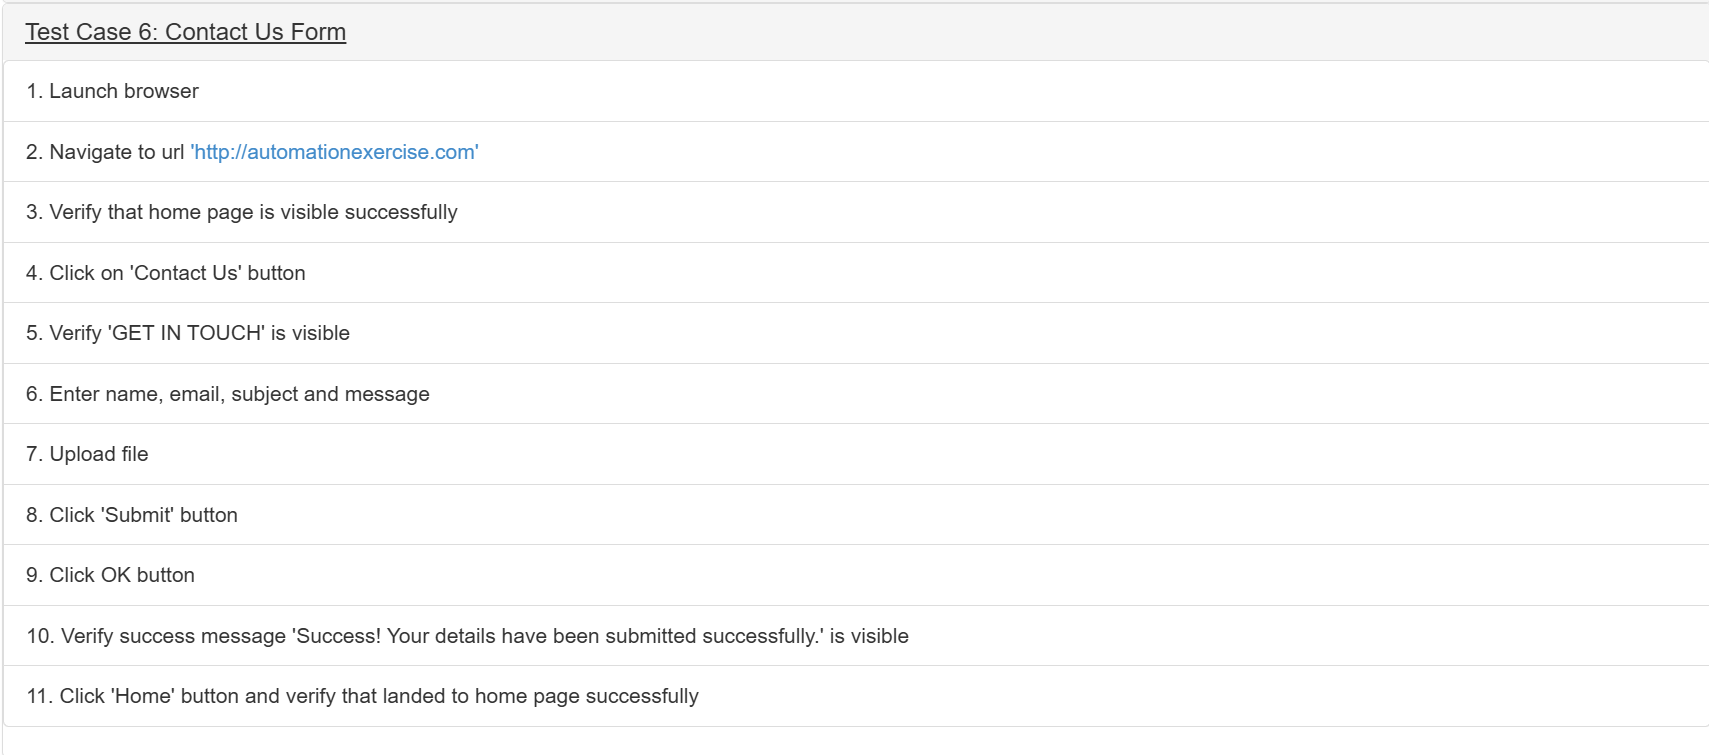 Test Case 6: Contact Us Form
1. Launch browser
2. Navigate to url 'http://automationexercise.com'
3. Verify that home page is visible successfully
4. Click on 'Contact Us' button
5. Verify 'GET IN TOUCH' is visible
6. Enter name, email, subject and message
7. Upload file
8. Click 'Submit' button
9. Click OK button
10. Verify success message 'Success! Your details have been submitted successfully.' is visible
11. Click 'Home' button and verify that landed to home page successfully